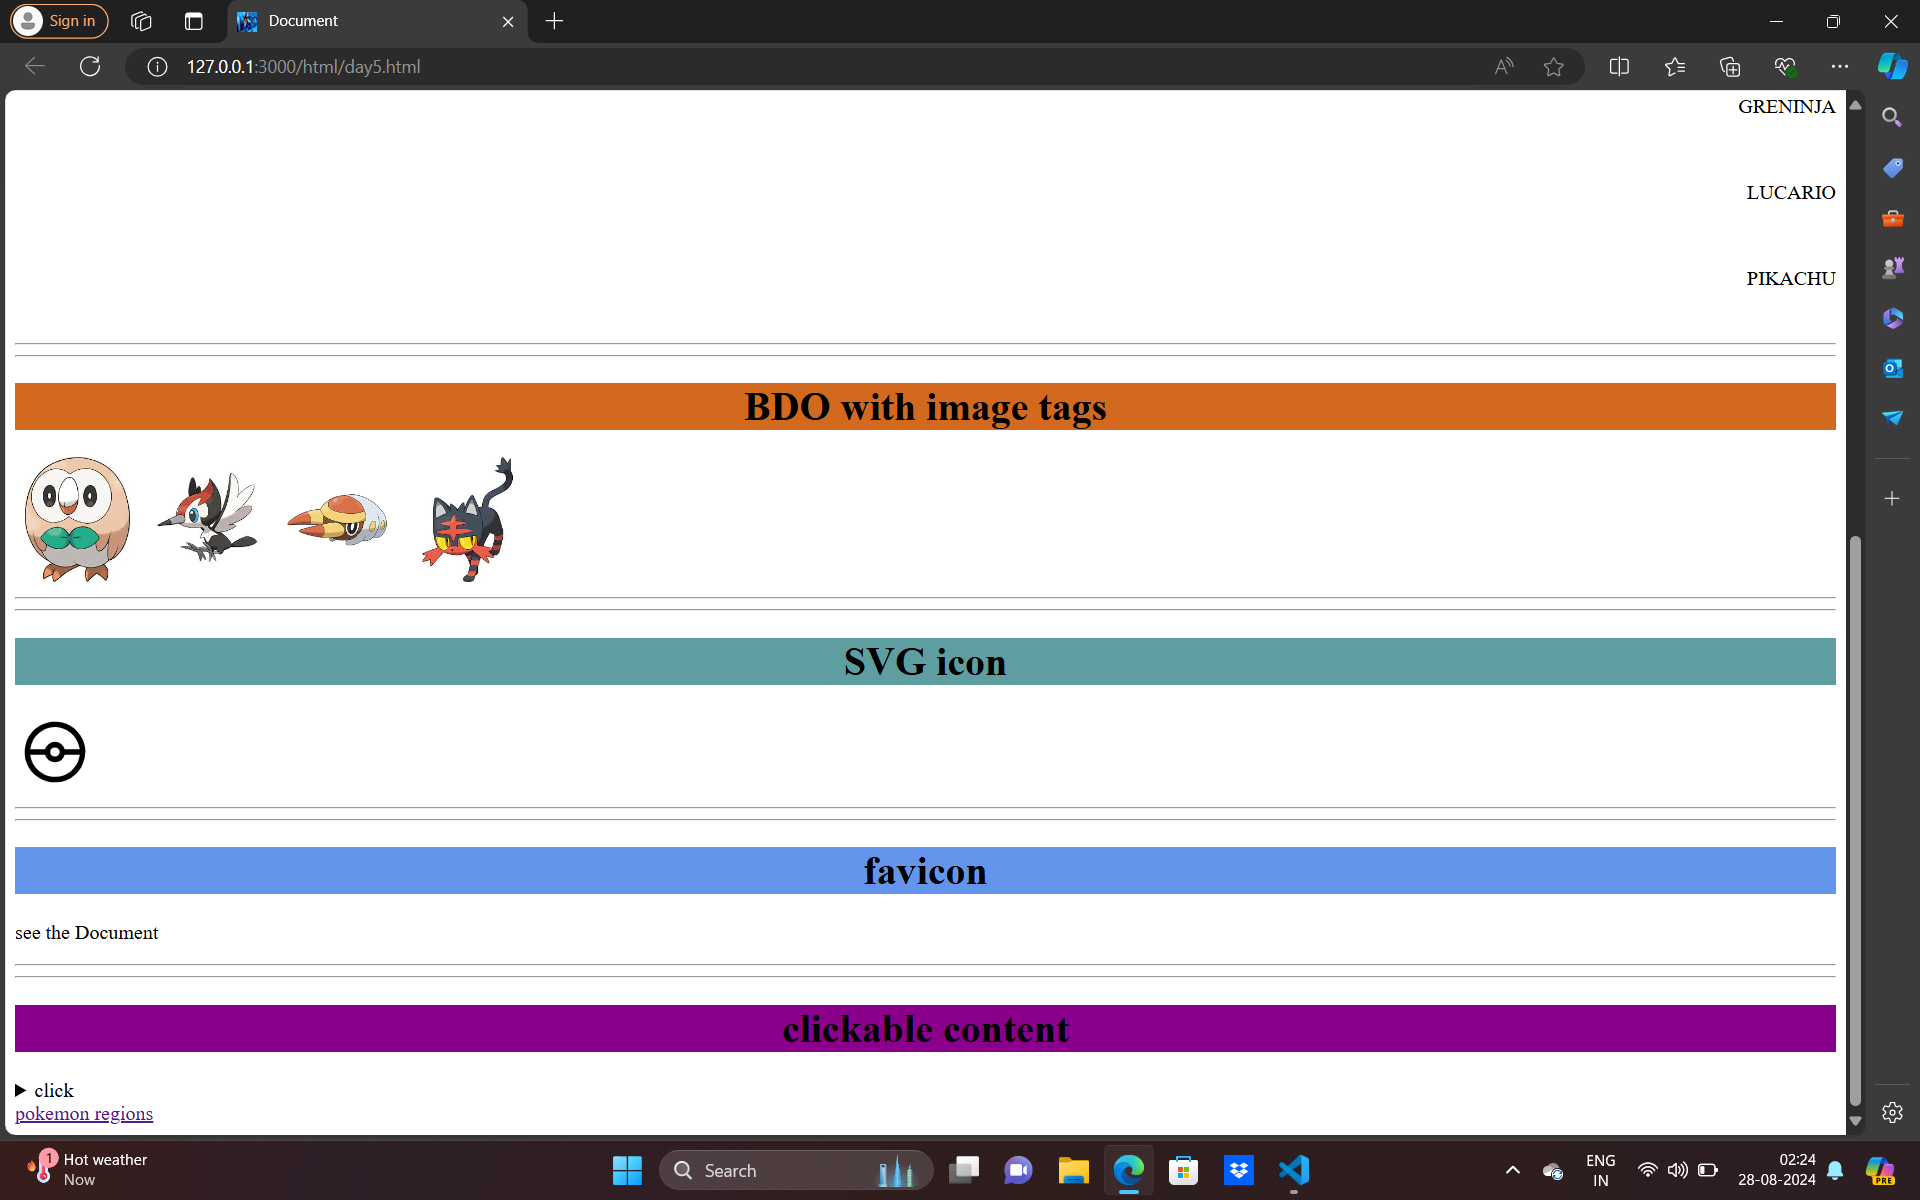 Sign in
Document
127.0.0.1:3000/html/day5.html
GRENINJA
LUCARIO
PIKACHU
BDO with image tags
SVG icon
favicon
see the Document
clickable content
click
pokemon regions
1
Hot weather
Now
Search
ENG
IN
02:24
28-08-2024
PRE